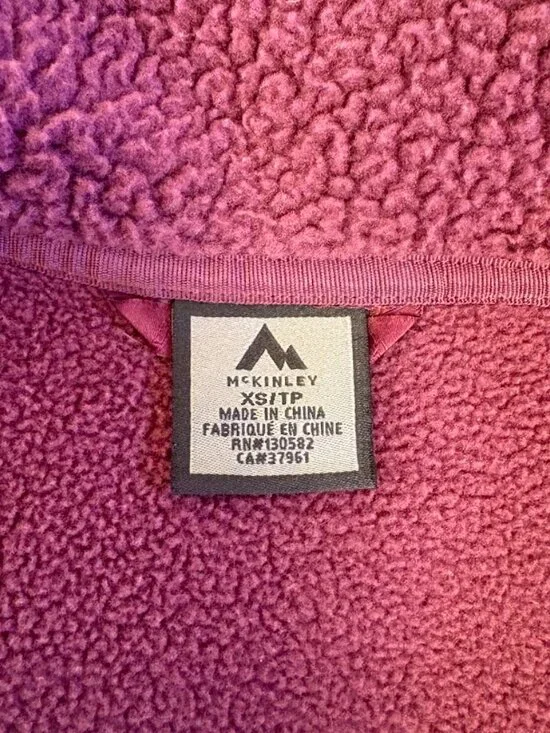 McKINLEY
XS/TP
MADE IN CHINA
FABRIQUÉ EN CHINE
RN#130582
CA#37961